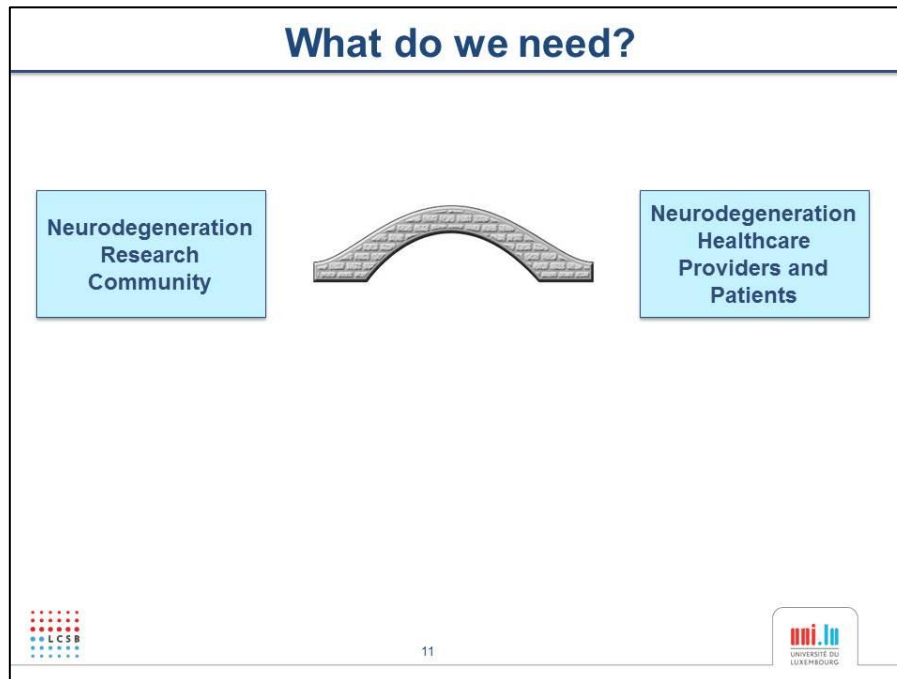 What do we need?
Neurodegeneration
Research
Community
Neurodegeneration
Healthcare
Providers and
Patients
LCSB
11
uni.lu
UNIVERSITÉ DU
LUXEMBOURG